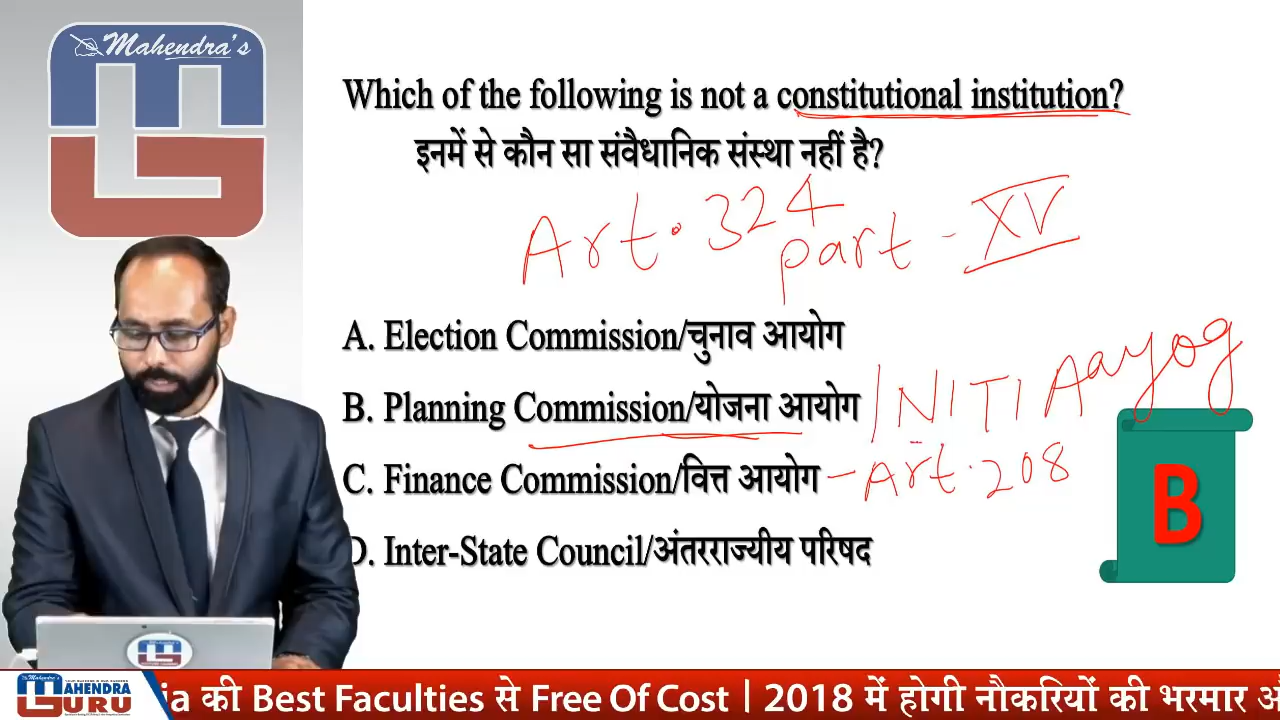 Mahendra's
Which of the following is not a constitutional institution?
इनमें से कौन सा संवैधानिक संस्था नहीं है?
Art. 324
part - XV
A. Election Commission/चुनाव आयोग
B. Planning Commission/योजना आयोग / NITI Aayog
C. Finance Commission/वित्त आयोग - Art. 208
D. Inter-State Council/अंतरराज्यीय परिषद
B
Mahendra's
MAHENDRA
GURU
ia की Best Faculties से Free Of Cost | 2018 में होगी नौकरियों की भरमार औ